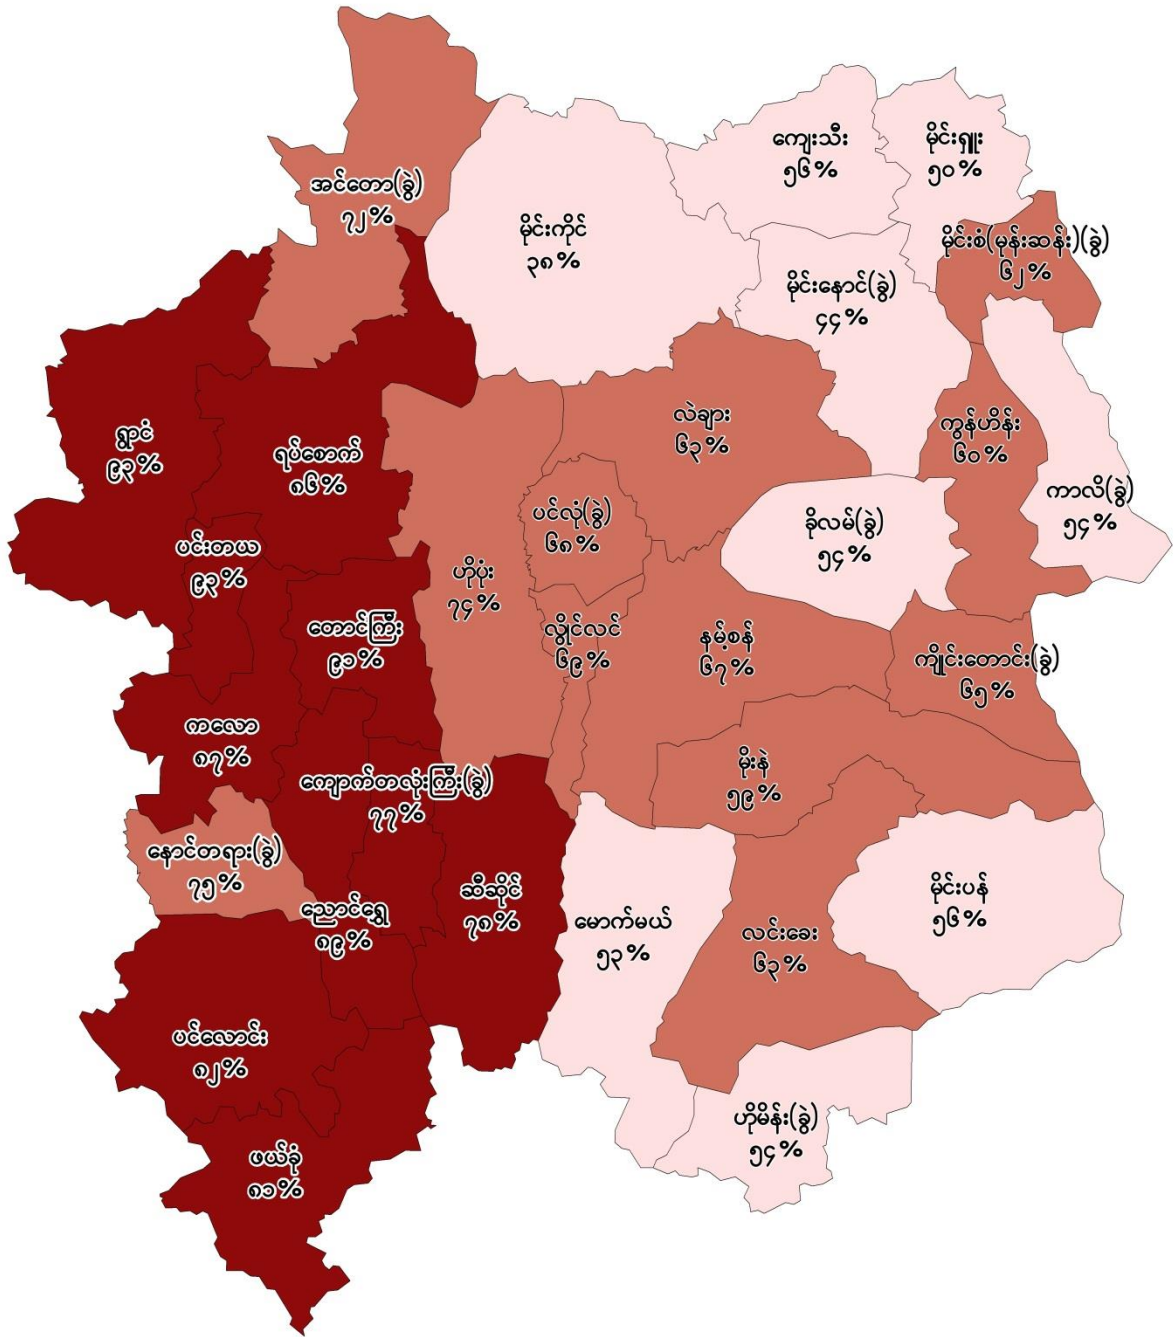 ကျေးသီး
၅၆%
မိုင်းရှူး
၅၀%
အင်တော(ခွဲ)
၇၂%
မိုင်းကိုင်
၃၈%
မိုင်းစံ(မုန်းဆန်း)(ခွဲ)
၆၂%
မိုင်းနောင်(ခွဲ)
၄၄%
လဲချား
၆၃%
ကွန်ဟိန်း
၆၀%
ရွာငံ
၉၃%
ရပ်စောက်
၈၆%
ကာလိ(ခွဲ)
၅၄%
ပင်လုံ(ခွဲ)
၆၈%
ခိုလမ်(ခွဲ)
၅၄%
ပင်းတယ
၉၃%
ဟိုပုံး
၇၄%
တောင်ကြီး
၉၁%
လွိုင်လင်
၆၉%
နမ့်စန်
၆၇%
ကျိုင်းတောင်း(ခွဲ)
၆၅%
ကလော
၈၇%
မိုးနဲ
၅၉%
ကျောက်တလုံးကြီး(ခွဲ)
၇၇%
နောင်တရား(ခွဲ)
၇၅%
ဆီဆိုင်
၇၈%
မိုင်းပန်
၅၆%
ညောင်ရွှေ
၈၉%
မောက်မယ်
၅၃%
လင်းခေး
၆၃%
ပင်လောင်း
၈၂%
ဟိုမိန်း(ခွဲ)
၅၄%
ဖယ်ခုံ
၈၁%